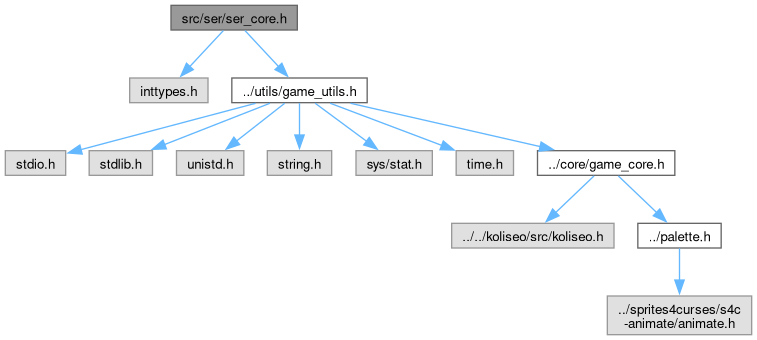 src/ser/ser_core.h
inttypes.h
../utils/game_utils.h
stdio.h
stdlib.h
unistd.h
string.h
sys/stat.h
time.h
../core/game_core.h
../../koliseo/src/koliseo.h
../palette.h
../sprites4curses/s4c
-animate/animate.h